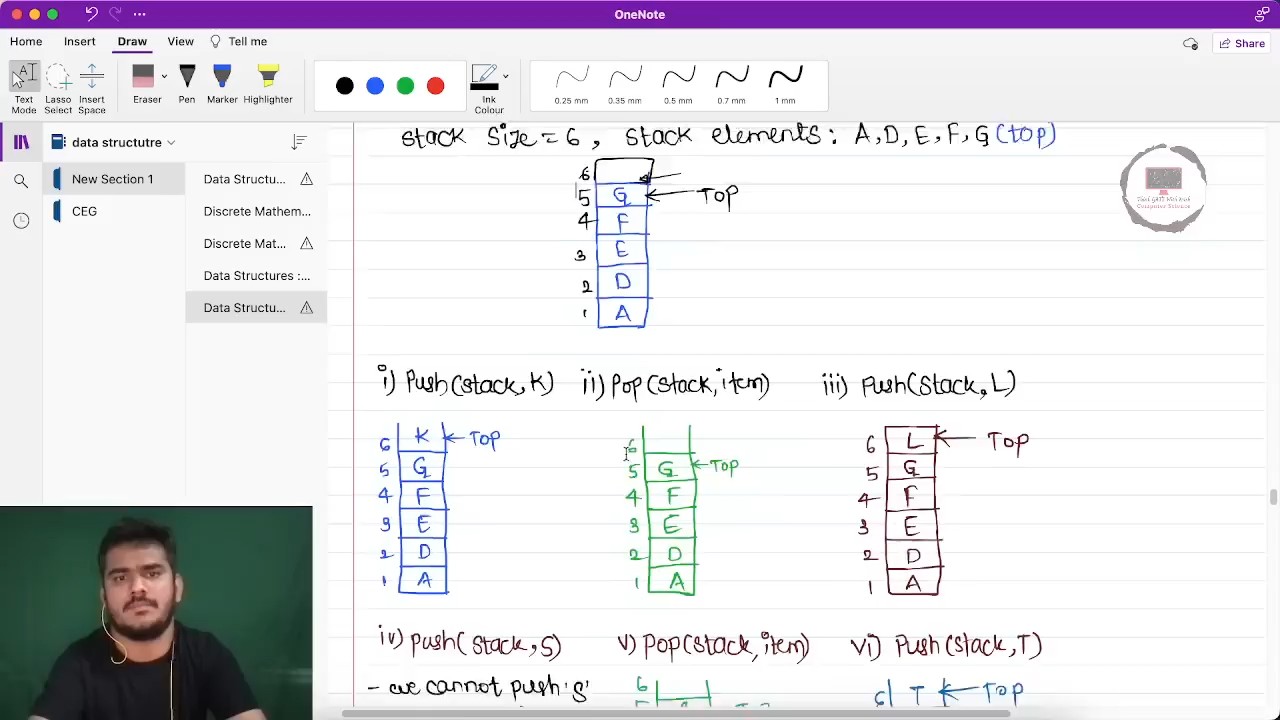 OneNote
Home Insert Draw View Tell me
Share
Text Mode
Lasso Select
Insert Space
Eraser
Pen
Marker
Highlighter
Ink Colour
0.25 mm 0.35 mm 0.5 mm 0.7 mm 1 mm
data structutre
New Section 1
CEG
Data Structu...
Discrete Mathem...
Discrete Mat...
Data Structures :...
Data Structu...
stack size = 6 , stack elements : A, D, E, F, G (top)
6
5 G TOP
4 F
3 E
2 D
1 A
i) Push(stack, K) ii) Pop(stack, item) iii) Push(stack, L)
6 K TOP
5 G
4 F
3 E
2 D
1 A
6
5 G TOP
4 F
3 E
2 D
1 A
6 L TOP
5 G
4 F
3 E
2 D
1 A
iv) push( stack, S) v) Pop(stack, item) vi) Push(stack, T)
- we cannot push 'S'
6
6 T TOP